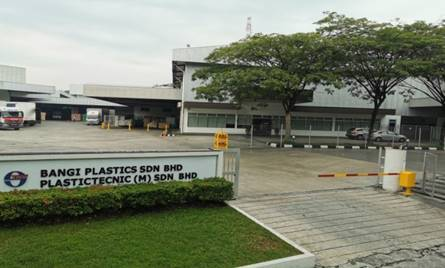 BANGI PLASTICS SDN BHD
PLASTICTECNIC (M) SDN BHD